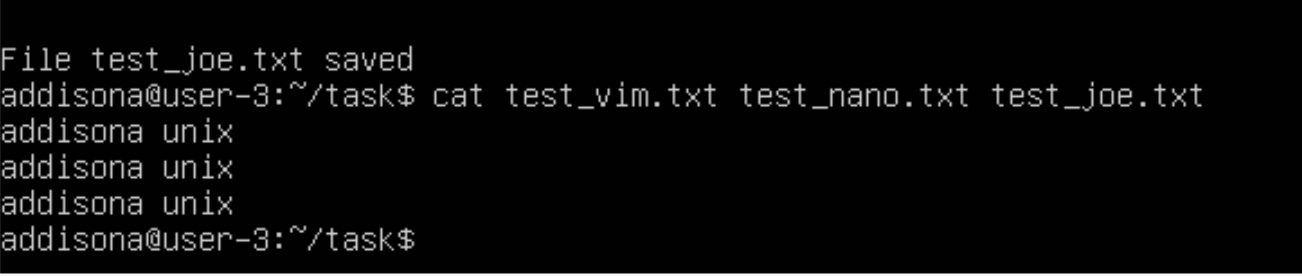 File test_joe.txt saved
addisona@user-3:~/task$ cat test_vim.txt test_nano.txt test_joe.txt
addisona unix
addisona unix
addisona unix
addisona@user-3:~/task$